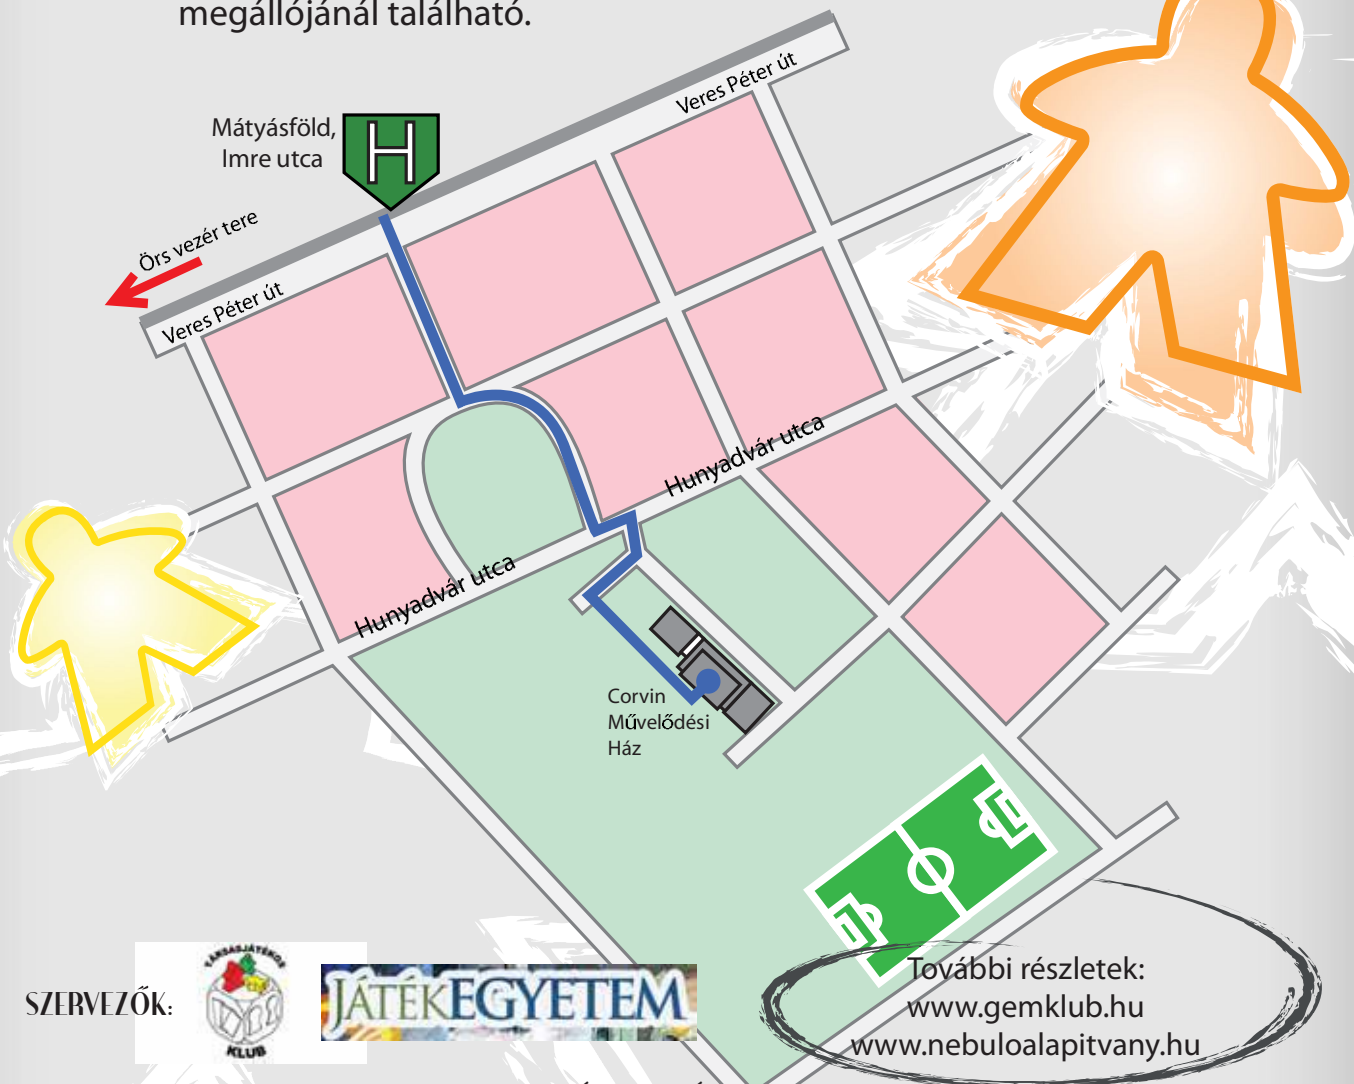 megállójánál található.
Veres Péter út
Mátyásföld,
Imre utca
H
Örs vezér tere
Veres Péter út
Hunyadvár utca
Hunyadvár utca
Corvin
Művelődési
Ház
SZERVEZŐK:
TÁRSASJÁTÉKOS
KLUB
JÁTÉKEGYETEM
További részletek:
www.gemklub.hu
www.nebuloalapitvany.hu